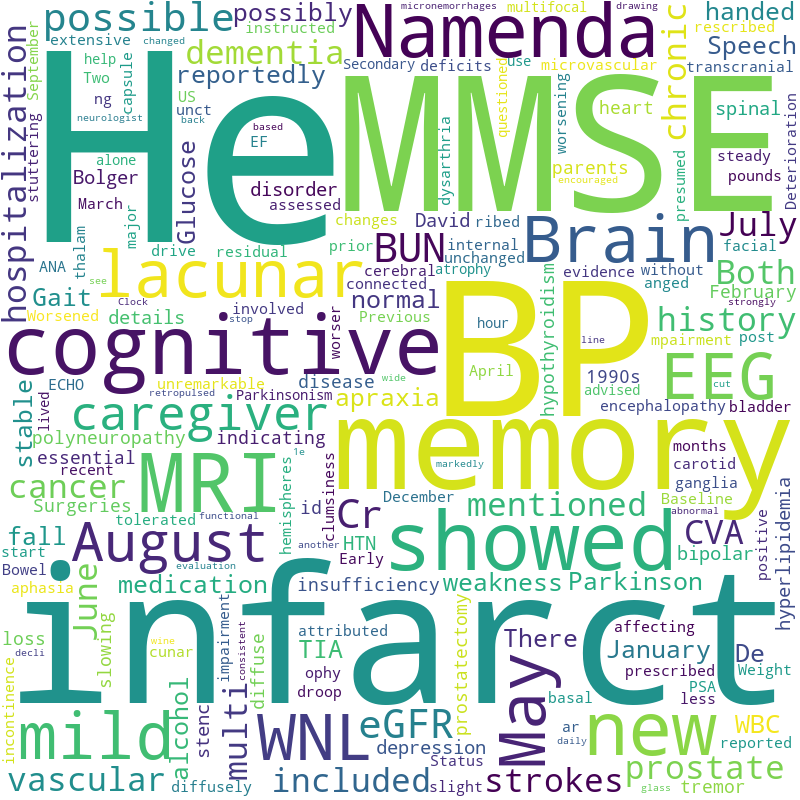 micronemorrhages
drawing
possible
possibly
Namenda
multifocal
handed
extensive
changed
instructed
rescribed
dementia
Secondary
deficits
use
microvascular
Speech
help
Two
capsule
reportedly
transcranial
September
hospitalization
He
MMSE
questioned
worsening
chronic
ng
US
neurologist
unct
back
heart
spinal
stuttering
based
EF
dysarthria
alone
Glucose
parents
presumed
steady
Deterioration
Bolger
disorder
encouraged
pounds
March
assessed
thalam
major
changes
David
ribed
Brain
July
facial
drive
residual
prior
BUN
internal
unchanged
ANA
lacunar
cerebral
atrophy
evidence
without
Both
see
connected
hypothyroidism
anged
February
Gait
Clock
involved
normal
strongly
Worsened
details
stop
worser
Previous
hour
BP
mpairment
post
history
line
cognitive
April
1990s
EEG
ECHO
unremarkable
disease
wide
advised
cut
lived
retropulsed
Parkinsonism
apraxia
encephalopathy
bladder
stable
caregiver
polyneuropathy
indicating
memory
essential
recent
months
carotid
markedly
MRI
1e
ganglia
cancer
hemispheres
clumsiness
December
mentioned
Baseline
Surgeries
id
Cr
positive
hyperlipidemia
tolerated
functional
another
showed
abnormal
fall
August
HTN
CVA
start
Early
bipolar
Bowel
June
evaluation
aphasia
medication
insufficiency
weakness
Parkinson
infarct
incontinence
loss
slowing
impairment
attributed
There
affecting
wine
consistent
prostatectomy
January
De
decli
cunar
diffuse
TIA
ophy
May
prescribed
PSA
Weight
mild
alcohol
stenc
multi
droop
less
WNL
eGFR
basal
new
WBC
depression
ar
reported
vascular
Status
daily
prostate
diffusely
included
slight
strokes
glass
tremor